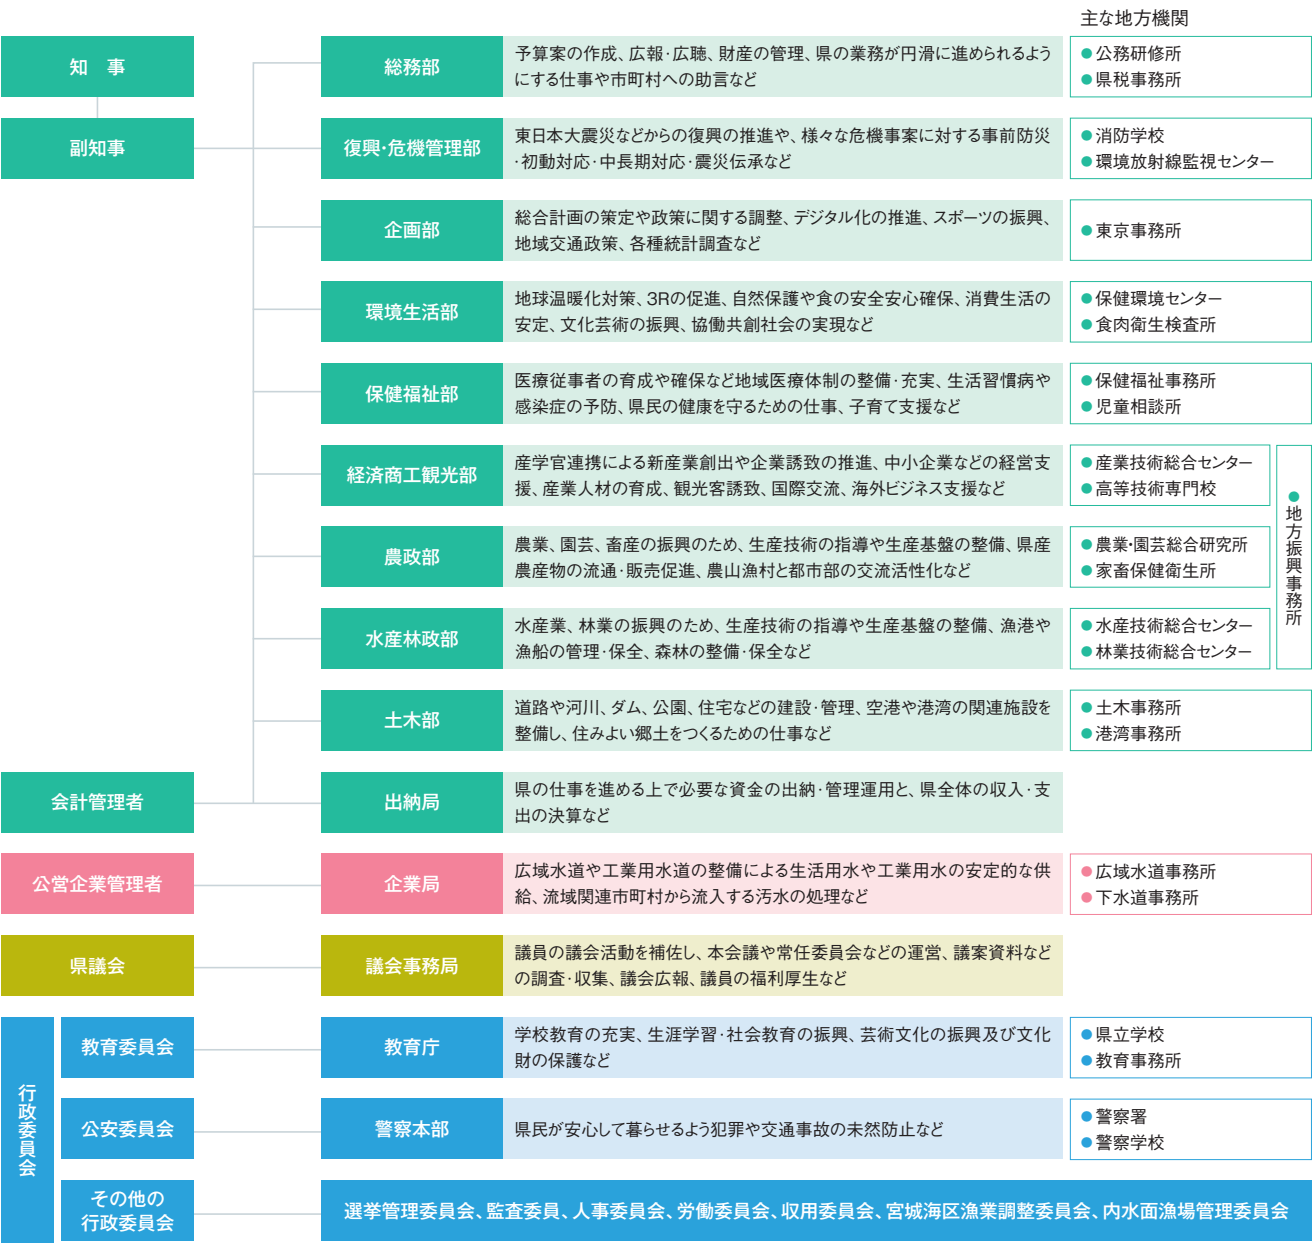 主な地方機関
知　事
総務部
予算案の作成、広報・広聴、財産の管理、県の業務が円滑に進められるよう
にする仕事や市町村への助言など
●公務研修所
●県税事務所
副知事
復興・危機管理部
東日本大震災などからの復興の推進や、様々な危機事案に対する事前防災
・初動対応・中長期対応・震災伝承など
●消防学校
●環境放射線監視センター
企画部
総合計画の策定や政策に関する調整、デジタル化の推進、スポーツの振興、
地域交通政策、各種統計調査など
●東京事務所
環境生活部
地球温暖化対策、3Rの促進、自然保護や食の安全安心確保、消費生活の
安定、文化芸術の振興、協働共創社会の実現など
●保健環境センター
●食肉衛生検査所
保健福祉部
医療従事者の育成や確保など地域医療体制の整備・充実、生活習慣病や
感染症の予防、県民の健康を守るための仕事、子育て支援など
●保健福祉事務所
●児童相談所
経済商工観光部
産学官連携による新産業創出や企業誘致の推進、中小企業などの経営支
援、産業人材の育成、観光客誘致、国際交流、海外ビジネス支援など
●産業技術総合センター
●高等技術専門校
●地方振興事務所
農政部
農業、園芸、畜産の振興のため、生産技術の指導や生産基盤の整備、県産
農産物の流通・販売促進、農山漁村と都市部の交流活性化など
●農業・園芸総合研究所
●家畜保健衛生所
水産林政部
水産業、林業の振興のため、生産技術の指導や生産基盤の整備、漁港や
漁船の管理・保全、森林の整備・保全など
●水産技術総合センター
●林業技術総合センター
土木部
道路や河川、ダム、公園、住宅などの建設・管理、空港や港湾の関連施設を
整備し、住みよい郷土をつくるための仕事など
●土木事務所
●港湾事務所
会計管理者
出納局
県の仕事を進める上で必要な資金の出納・管理運用と、県全体の収入・支
出の決算など
公営企業管理者
企業局
広域水道や工業用水道の整備による生活用水や工業用水の安定的な供
給、流域関連市町村から流入する汚水の処理など
●広域水道事務所
●下水道事務所
県議会
議会事務局
議員の議会活動を補佐し、本会議や常任委員会などの運営、議案資料など
の調査・収集、議会広報、議員の福利厚生など
行政委員会
教育委員会
教育庁
学校教育の充実、生涯学習・社会教育の振興、芸術文化の振興及び文化
財の保護など
●県立学校
●教育事務所
公安委員会
警察本部
県民が安心して暮らせるよう犯罪や交通事故の未然防止など
●警察署
●警察学校
その他の
行政委員会
選挙管理委員会、監査委員、人事委員会、労働委員会、収用委員会、宮城海区漁業調整委員会、内水面漁場管理委員会